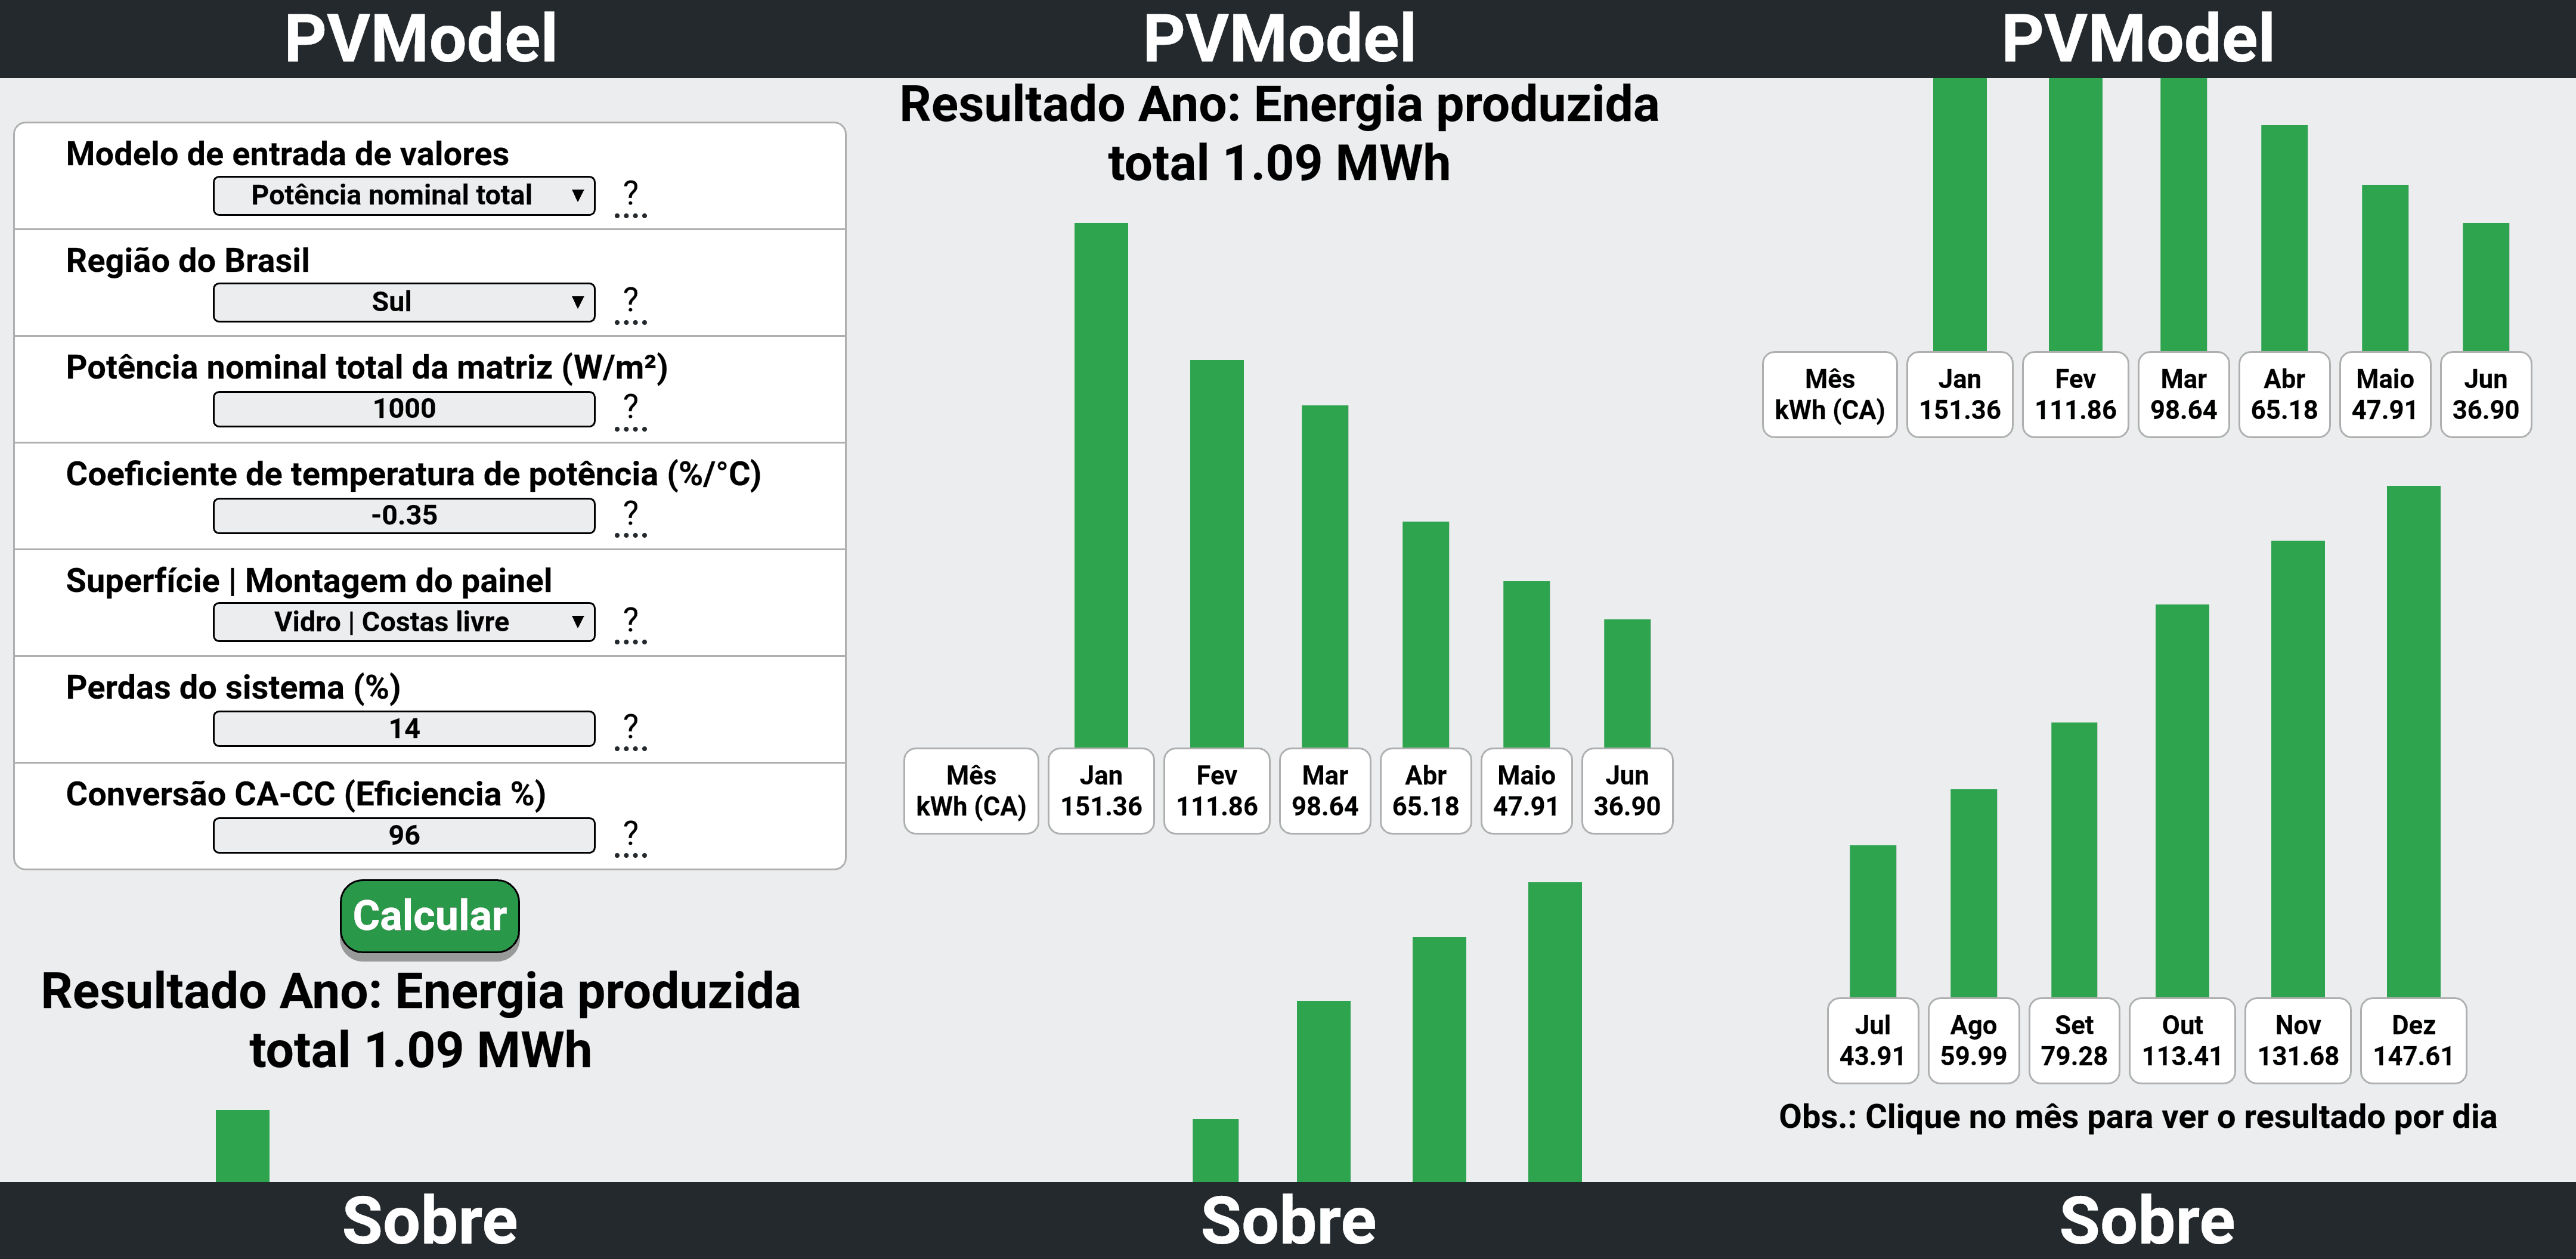 PVModel
Modelo de entrada de valores
Potência nominal total ▼ ?
Região do Brasil
Sul ▼ ?
Potência nominal total da matriz (W/m²)
1000 ?
Coeficiente de temperatura de potência (%/°C)
-0.35 ?
Superfície | Montagem do painel
Vidro | Costas livre ▼ ?
Perdas do sistema (%)
14 ?
Conversão CA-CC (Eficiencia %)
96 ?
Calcular
Resultado Ano: Energia produzida
total 1.09 MWh
Sobre
PVModel
Resultado Ano: Energia produzida
total 1.09 MWh
Mês Jan Fev Mar Abr Maio Jun
kWh (CA) 151.36 111.86 98.64 65.18 47.91 36.90
Sobre
PVModel
Mês Jan Fev Mar Abr Maio Jun
kWh (CA) 151.36 111.86 98.64 65.18 47.91 36.90
Jul Ago Set Out Nov Dez
43.91 59.99 79.28 113.41 131.68 147.61
Obs.: Clique no mês para ver o resultado por dia
Sobre